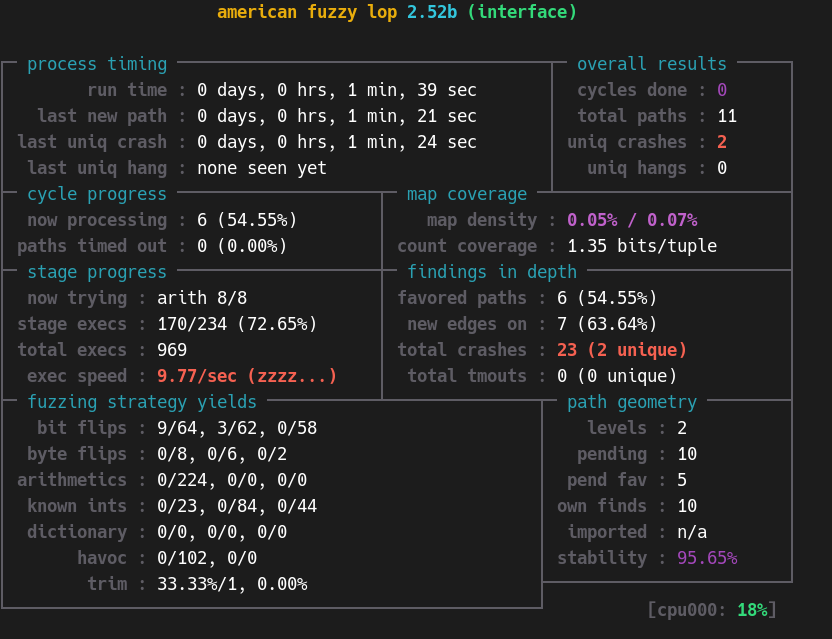 american fuzzy lop 2.52b (interface)
process timing overall results
run time : 0 days, 0 hrs, 1 min, 39 sec cycles done : 0
last new path : 0 days, 0 hrs, 1 min, 21 sec total paths : 11
last uniq crash : 0 days, 0 hrs, 1 min, 24 sec uniq crashes : 2
last uniq hang : none seen yet uniq hangs : 0
cycle progress map coverage
now processing : 6 (54.55%) map density : 0.05% / 0.07%
paths timed out : 0 (0.00%) count coverage : 1.35 bits/tuple
stage progress findings in depth
now trying : arith 8/8 favored paths : 6 (54.55%)
stage execs : 170/234 (72.65%) new edges on : 7 (63.64%)
total execs : 969 total crashes : 23 (2 unique)
exec speed : 9.77/sec (zzzz...) total tmouts : 0 (0 unique)
fuzzing strategy yields path geometry
bit flips : 9/64, 3/62, 0/58 levels : 2
byte flips : 0/8, 0/6, 0/2 pending : 10
arithmetics : 0/224, 0/0, 0/0 pend fav : 5
known ints : 0/23, 0/84, 0/44 own finds : 10
dictionary : 0/0, 0/0, 0/0 imported : n/a
havoc : 0/102, 0/0 stability : 95.65%
trim : 33.33%/1, 0.00%
[cpu000: 18%]